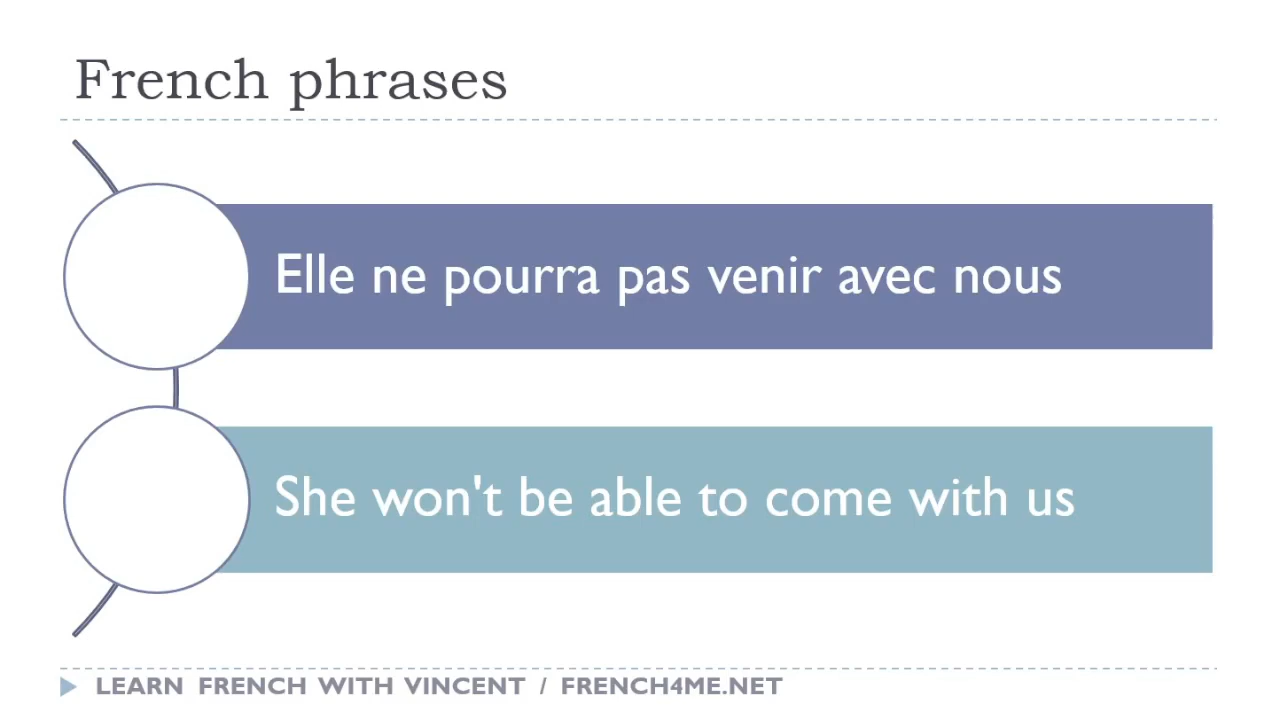 French phrases
Elle ne pourra pas venir avec nous
She won't be able to come with us
LEARN FRENCH WITH VINCENT / FRENCH4ME.NET